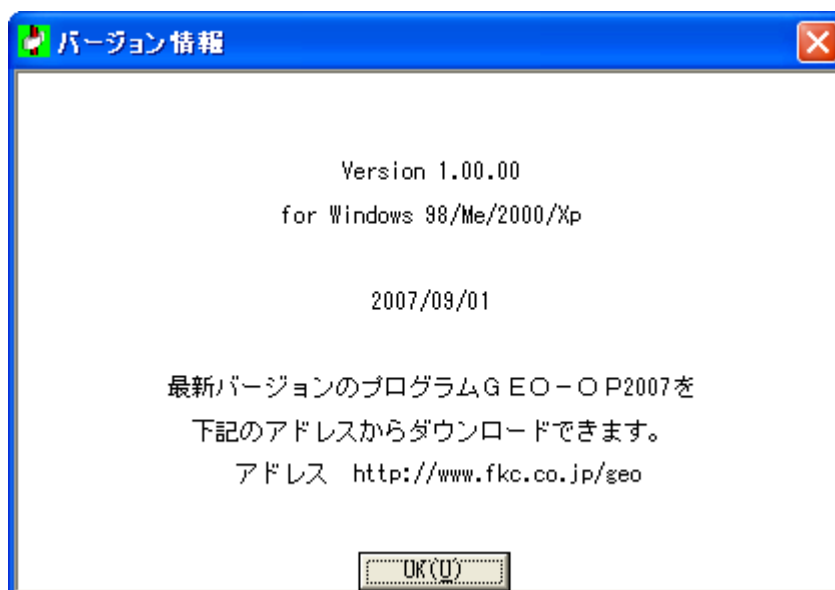 バージョン情報
Version 1.00.00
for Windows 98/Me/2000/Xp
2007/09/01
最新バージョンのプログラムＧＥＯ－ＯＰ2007を
下記のアドレスからダウンロードできます。
アドレス　http://www.fkc.co.jp/geo
OK(U)